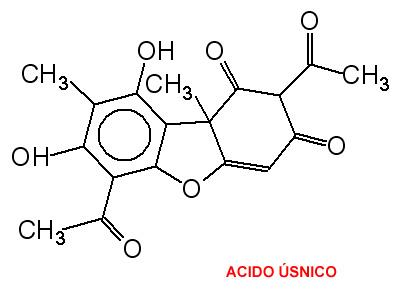 O
OH O
CH₃ CH₃ CH₃
OH O
O
CH₃ O
ACIDO ÚSNICO